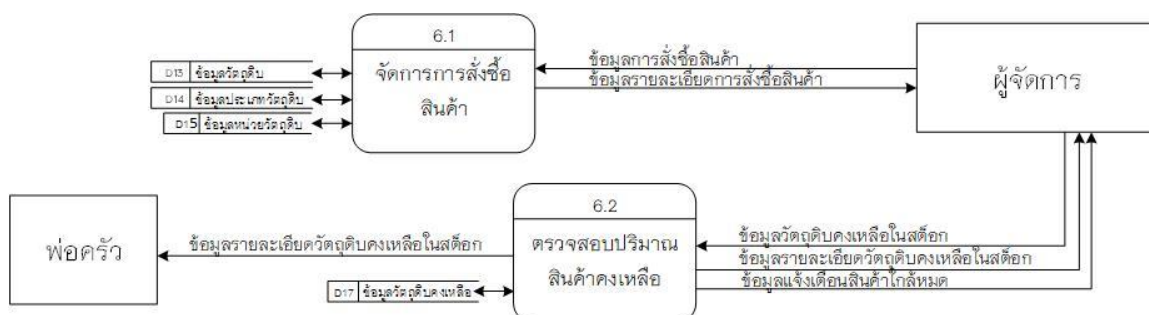 6.1
จัดการการสั่งซื้อ
สินค้า
D13 ข้อมูลวัตถุดิบ
D14 ข้อมูลประเภทวัตถุดิบ
D15 ข้อมูลหน่วยวัตถุดิบ
ข้อมูลการสั่งซื้อสินค้า
ข้อมูลรายละเอียดการสั่งซื้อสินค้า
ผู้จัดการ
พ่อครัว
ข้อมูลรายละเอียดวัตถุดิบคงเหลือในสต็อก
6.2
ตรวจสอบปริมาณ
สินค้าคงเหลือ
D17 ข้อมูลวัตถุดิบคงเหลือ
ข้อมูลวัตถุดิบคงเหลือในสต็อก
ข้อมูลรายละเอียดวัตถุดิบคงเหลือในสต็อก
ข้อมูลแจ้งเตือนสินค้าใกล้หมด